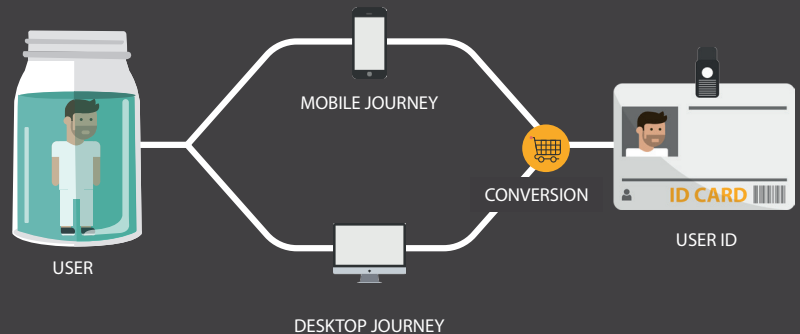 MOBILE JOURNEY
CONVERSION
ID CARD
USER ID
USER
DESKTOP JOURNEY